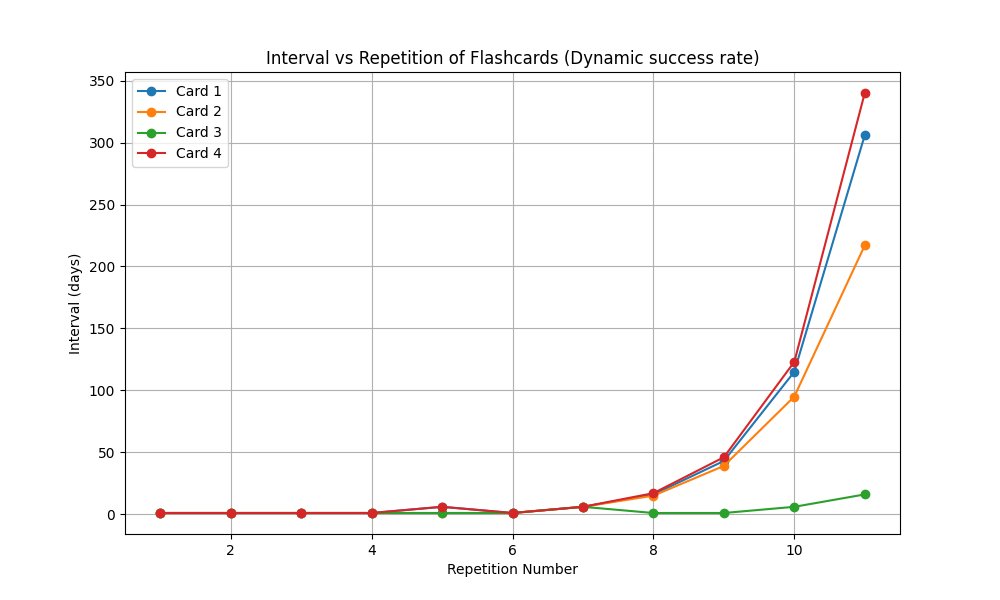 Interval vs Repetition of Flashcards (Dynamic success rate)
Card 1
Card 2
Card 3
Card 4
Interval (days)
350
300
250
200
150
100
50
0
2
4
6
8
10
Repetition Number